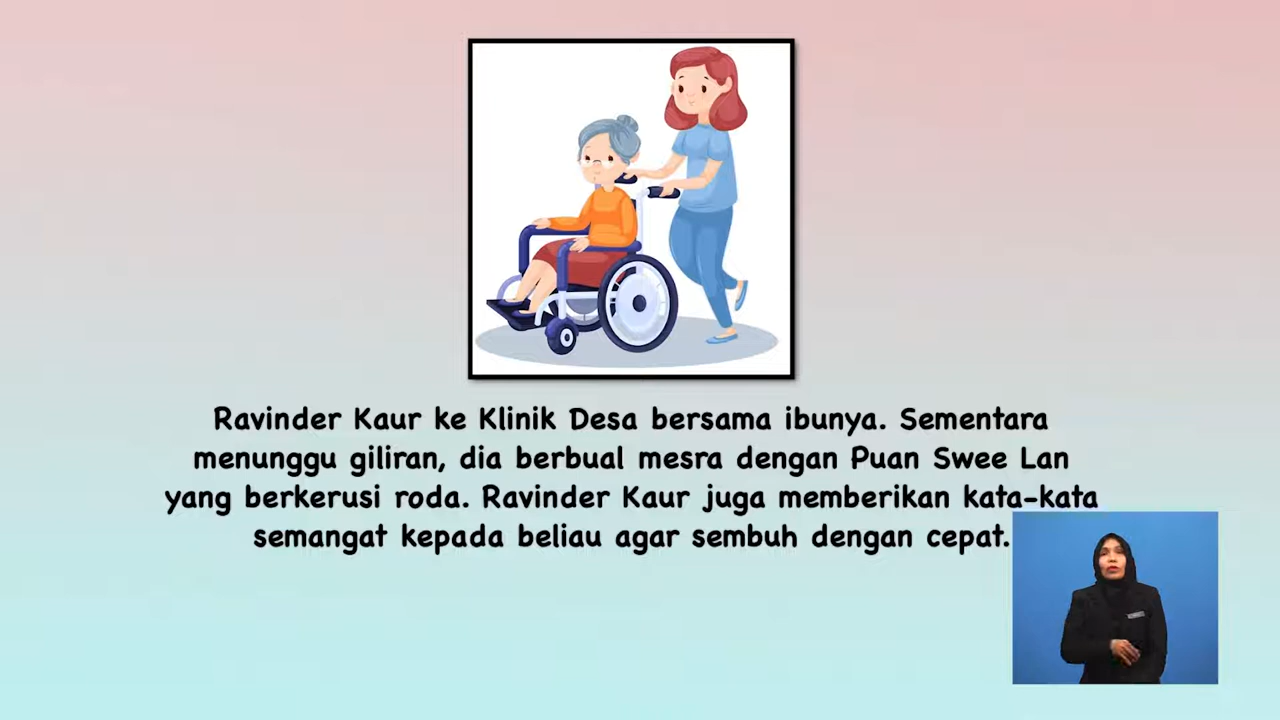 Ravinder Kaur ke Klinik Desa bersama ibunya. Sementara
menunggu giliran, dia berbual mesra dengan Puan Swee Lan
yang berkerusi roda. Ravinder Kaur juga memberikan kata-kata
semangat kepada beliau agar sembuh dengan cepat.